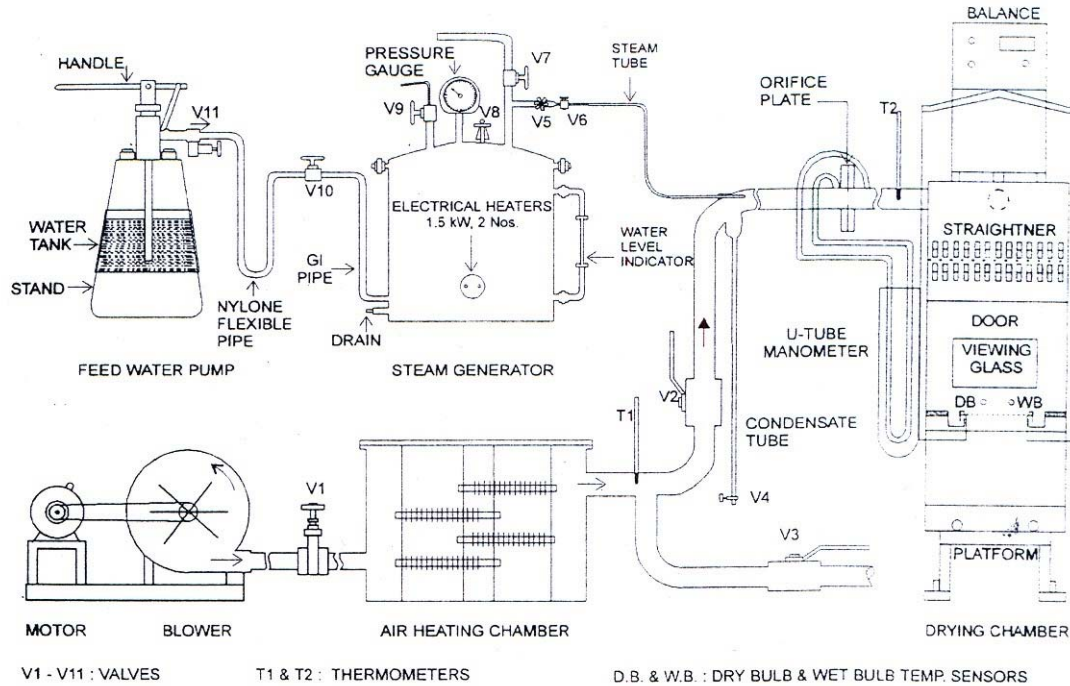 BALANCE
HANDLE
PRESSURE
GAUGE
V7
STEAM
TUBE
ORIFICE
PLATE
T2
V11
V9
V8
V5
V6
V10
ELECTRICAL HEATERS
1.5 kW, 2 Nos.
WATER
LEVEL
INDICATOR
STRAIGHTNER
WATER
TANK
STAND
GI
PIPE
NYLONE
FLEXIBLE
PIPE
DRAIN
U-TUBE
MANOMETER
DOOR
VIEWING
GLASS
FEED WATER PUMP
STEAM GENERATOR
DB
WB
V2
T1
CONDENSATE
TUBE
V1
V4
V3
PLATFORM
MOTOR
BLOWER
AIR HEATING CHAMBER
DRYING CHAMBER
V1 - V11 : VALVES
T1 & T2 : THERMOMETERS
D.B. & W.B. : DRY BULB & WET BULB TEMP. SENSORS